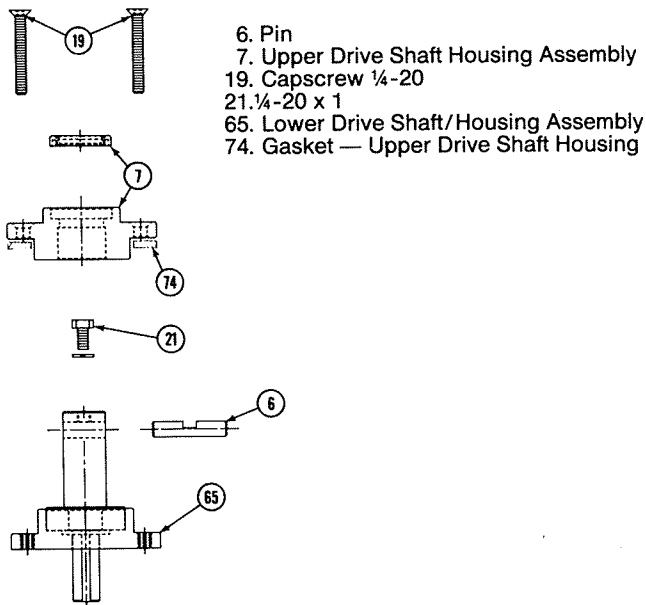 6. Pin
7. Upper Drive Shaft Housing Assembly
19. Capscrew ¼-20
21.¼-20 x 1
65. Lower Drive Shaft/Housing Assembly
74. Gasket — Upper Drive Shaft Housing
19
7
74
21
6
65